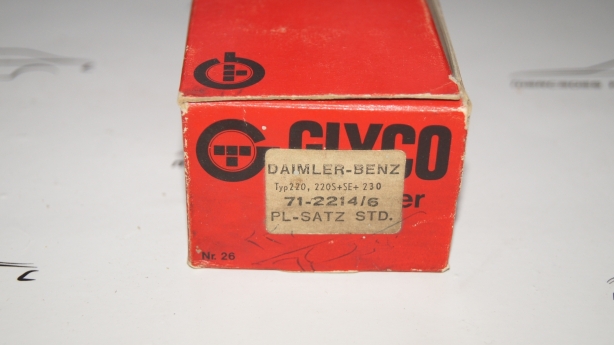 GLYCO
DAIMLER-BENZ
Typ220, 220S+SE+ 230
71-2214/6
PL-SATZ STD.
er
Nr. 26